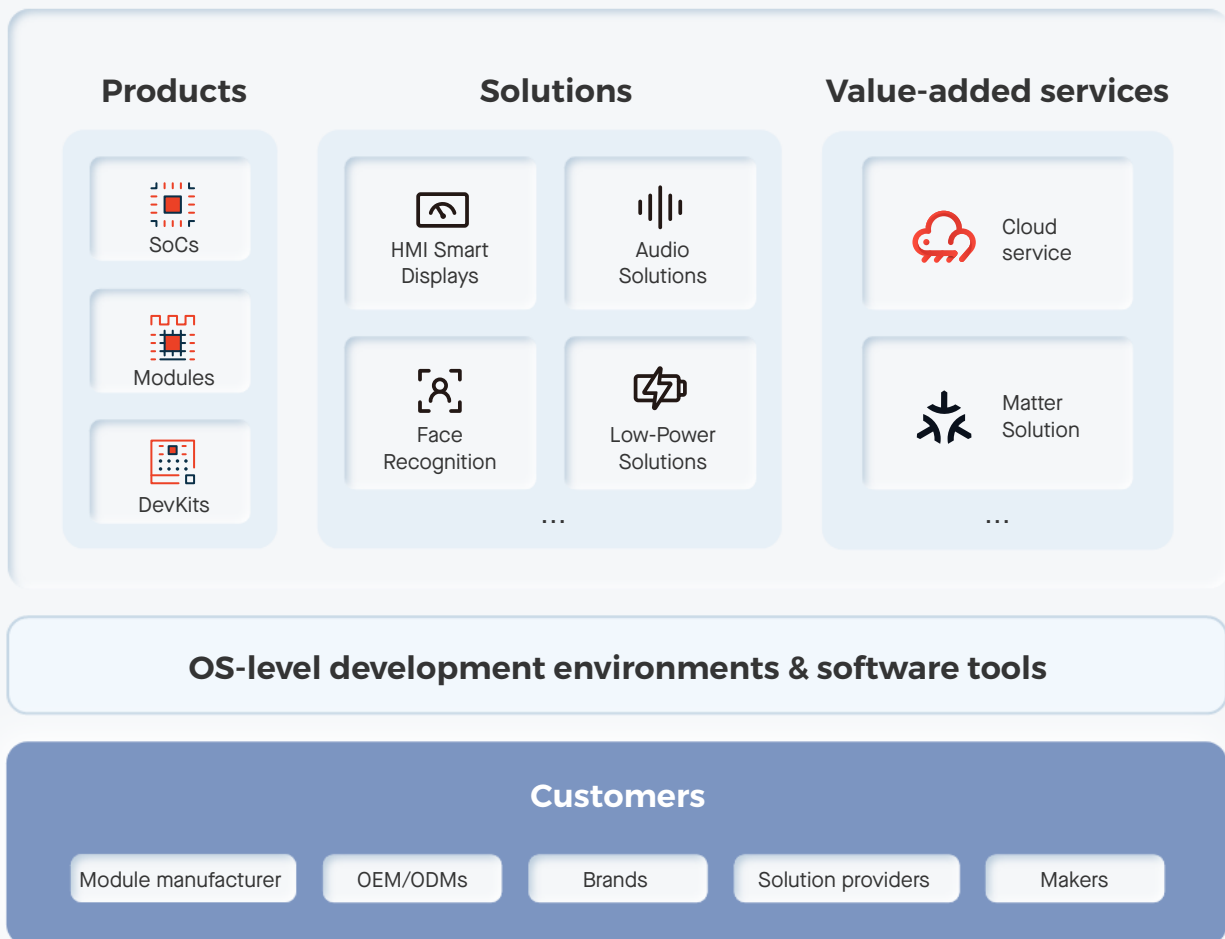 Products
SoCs
Modules
DevKits
Solutions
HMI Smart
Displays
Audio
Solutions
Face
Recognition
Low-Power
Solutions
...
Value-added services
Cloud
service
Matter
Solution
...
OS-level development environments & software tools
Customers
Module manufacturer
OEM/ODMs
Brands
Solution providers
Makers